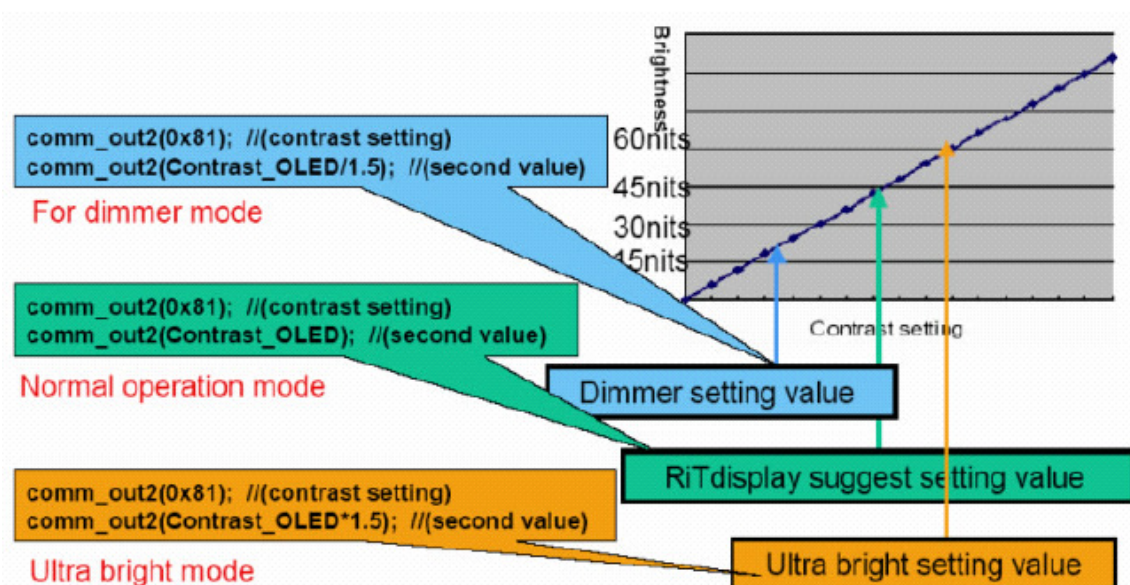 Brightness
60nits
45nits
30nits
15nits
Contrast setting
comm_out2(0x81); //(contrast setting)
comm_out2(Contrast_OLED/1.5); //(second value)
For dimmer mode
comm_out2(0x81); //(contrast setting)
comm_out2(Contrast_OLED); //(second value)
Normal operation mode
Dimmer setting value
RiTdisplay suggest setting value
comm_out2(0x81); //(contrast setting)
comm_out2(Contrast_OLED*1.5); //(second value)
Ultra bright mode
Ultra bright setting value